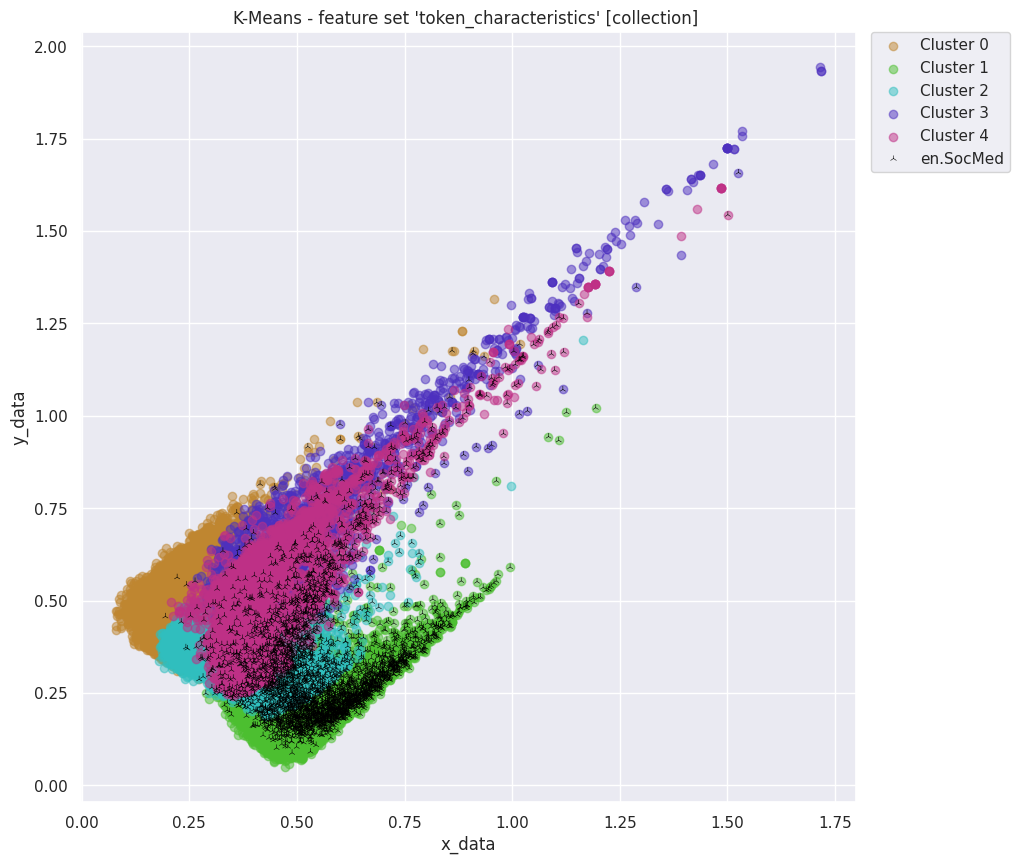 K-Means - feature set 'token_characteristics' [collection]
Cluster 0
Cluster 1
Cluster 2
Cluster 3
Cluster 4
en.SocMed
2.00
1.75
1.50
1.25
1.00
0.75
0.50
0.25
0.00
y_data
0.00 0.25 0.50 0.75 1.00 1.25 1.50 1.75
x_data